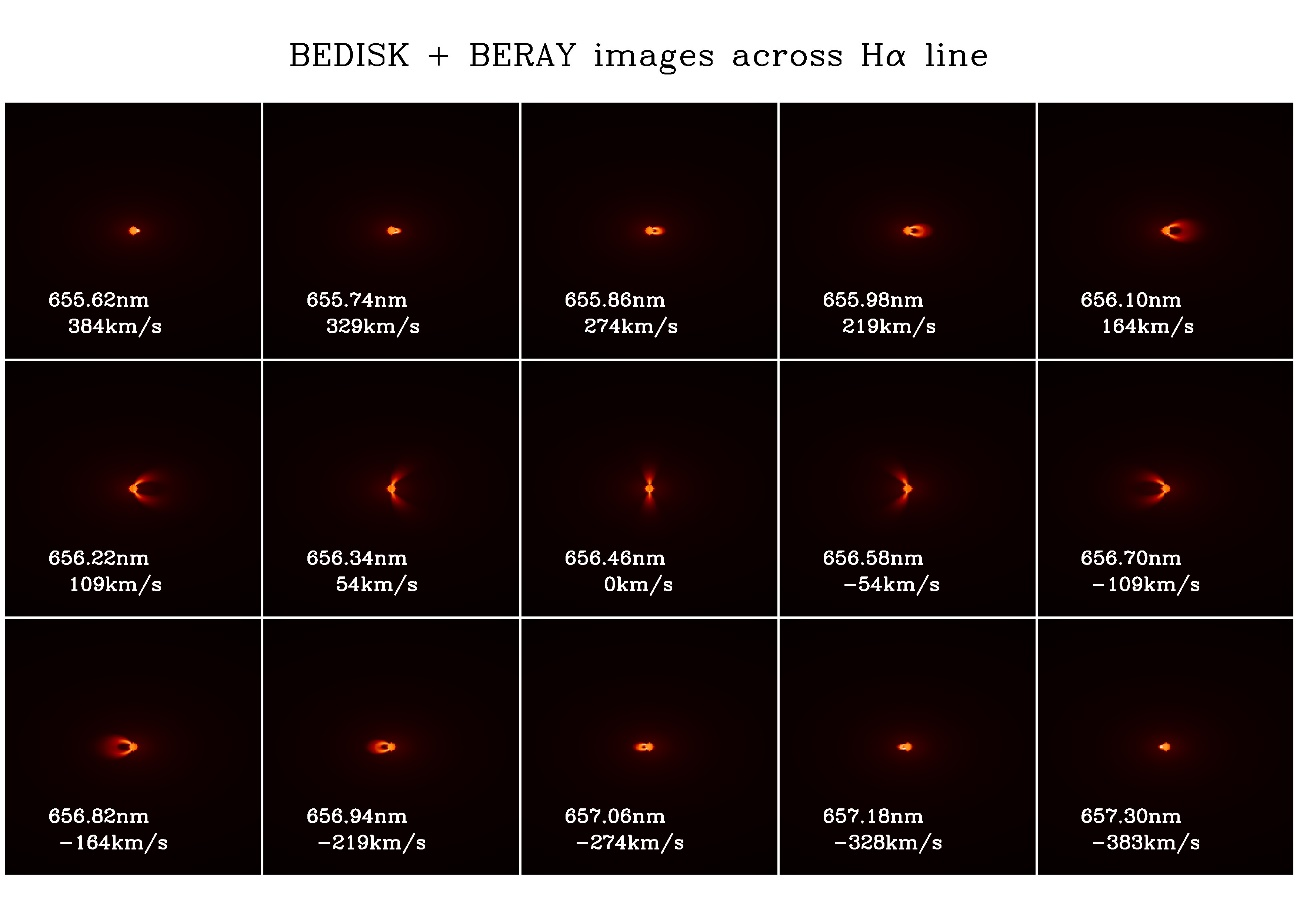 BEDISK + BERAY images across Hα line
655.62nm
384km/s
655.74nm
329km/s
655.86nm
274km/s
655.98nm
219km/s
656.10nm
164km/s
656.22nm
109km/s
656.34nm
54km/s
656.46nm
0km/s
656.58nm
−54km/s
656.70nm
−109km/s
656.82nm
−164km/s
656.94nm
−219km/s
657.06nm
−274km/s
657.18nm
−328km/s
657.30nm
−383km/s